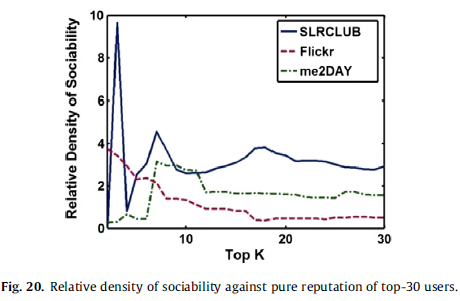 10
8
6
4
2
0
Relative Density of Sociability
SLRCLUB
Flickr
me2DAY
10
20
30
Top K
Fig. 20. Relative density of sociability against pure reputation of top-30 users.